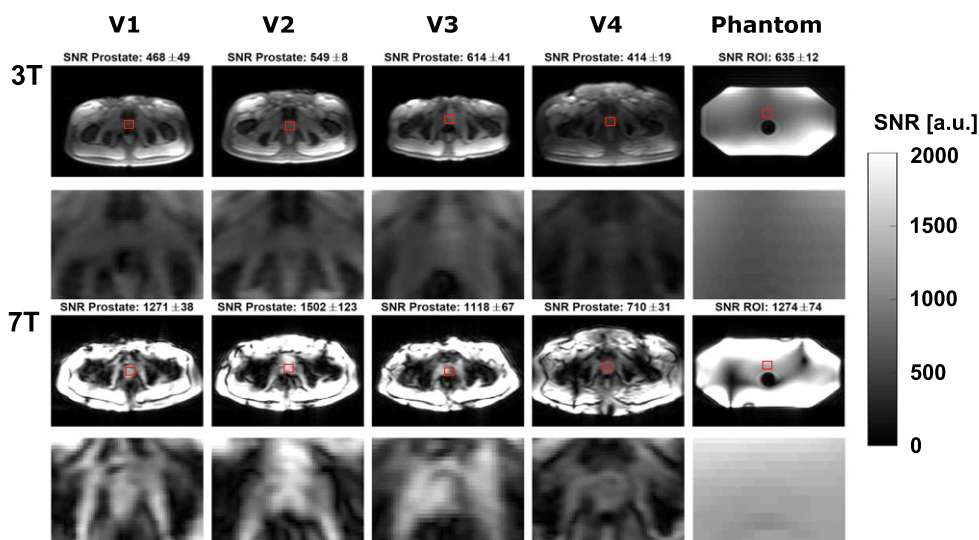 V1 V2 V3 V4 Phantom
3T
SNR Prostate: 468 ±49 SNR Prostate: 549 ±8 SNR Prostate: 614 ±41 SNR Prostate: 414 ±19 SNR ROI: 635 ±12
SNR [a.u.]
2000
1500
1000
500
0
7T
SNR Prostate: 1271 ±38 SNR Prostate: 1502 ±123 SNR Prostate: 1118 ±67 SNR Prostate: 710 ±31 SNR ROI: 1274 ±74